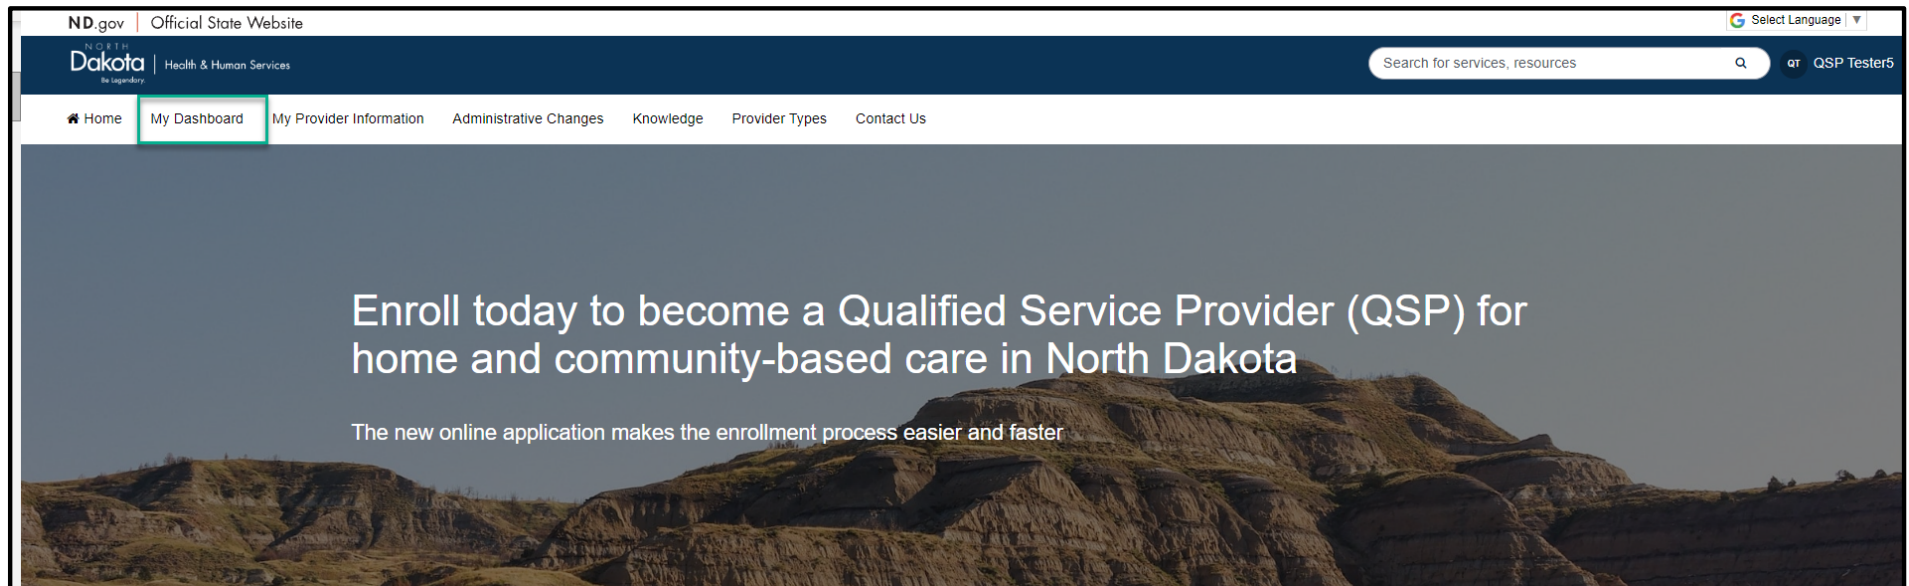 ND.gov | Official State Website
Select Language ▼
NORTH
Dakota | Health & Human Services
Be Legendary.
Search for services, resources
QT QSP Tester5
Home My Dashboard My Provider Information Administrative Changes Knowledge Provider Types Contact Us
Enroll today to become a Qualified Service Provider (QSP) for
home and community-based care in North Dakota
The new online application makes the enrollment process easier and faster